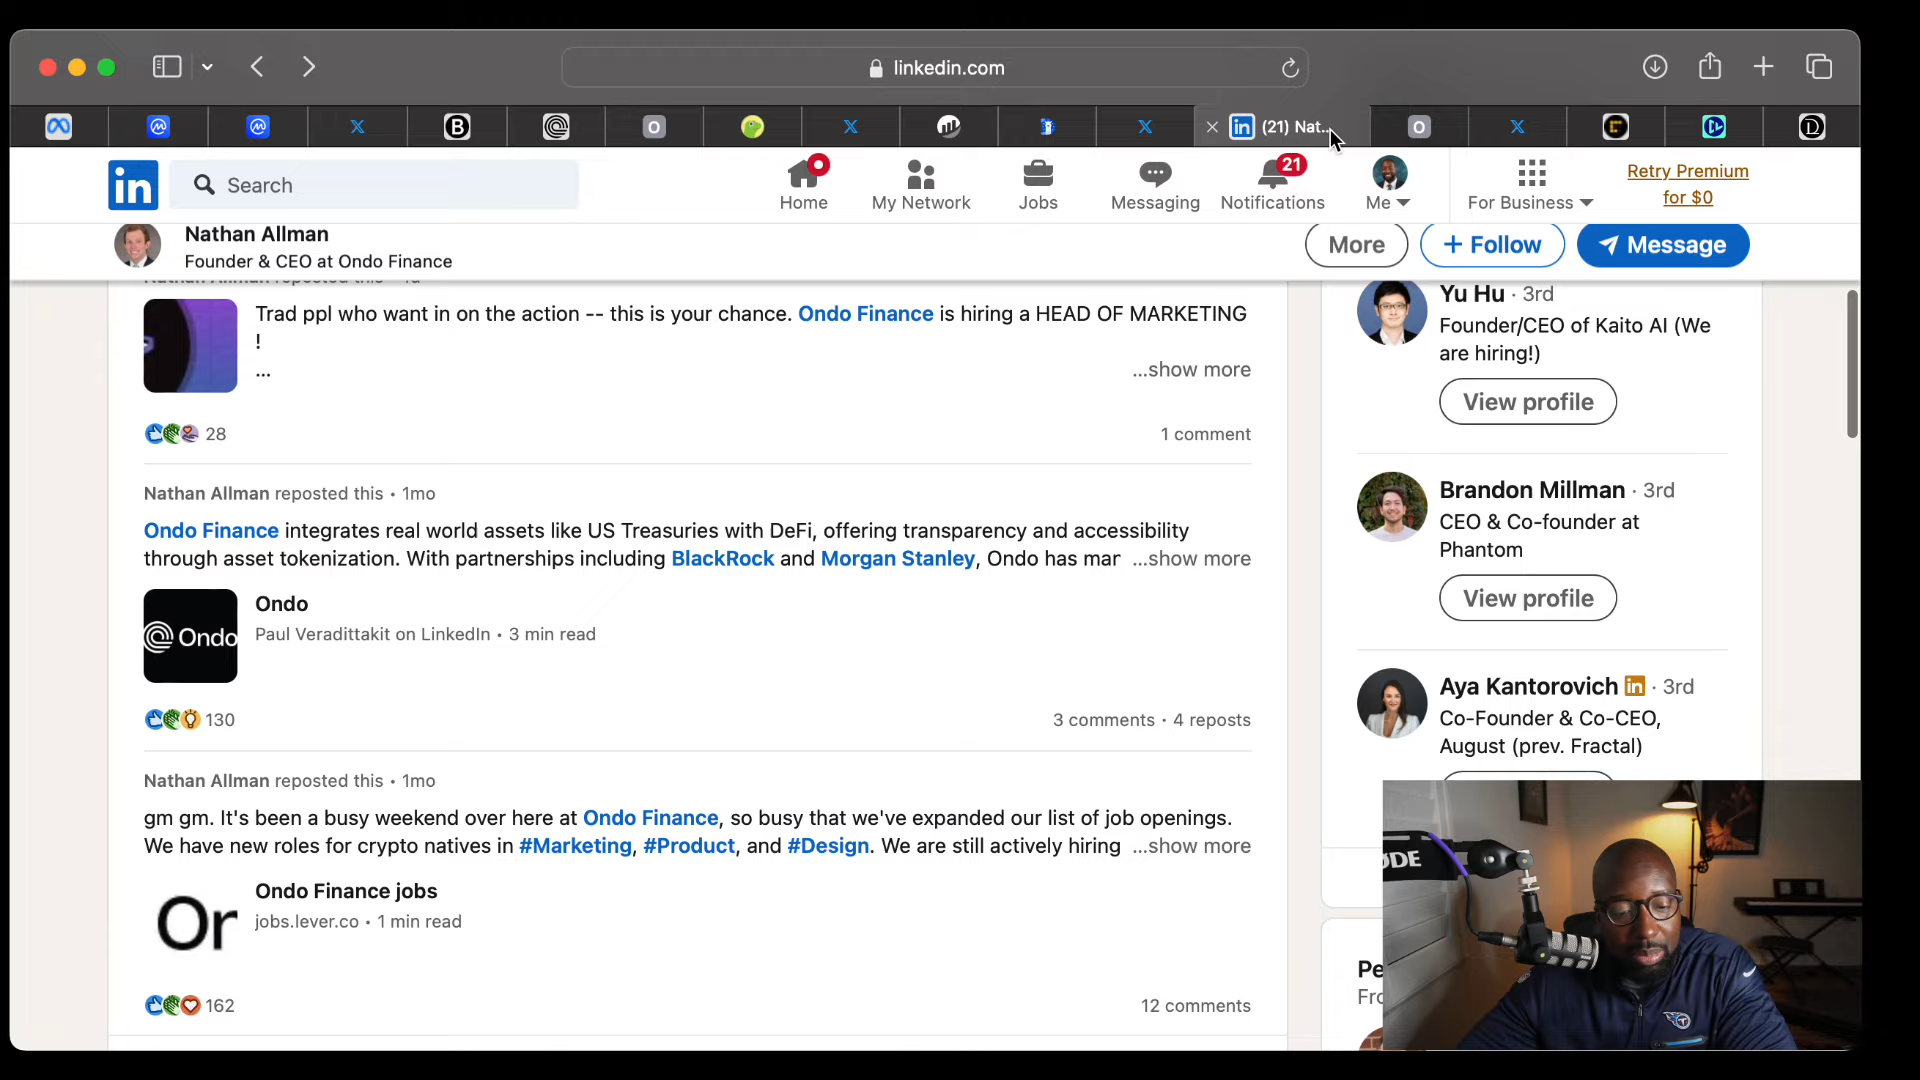 linkedin.com
(21) Nat...
in
Search
Home
My Network
Jobs
Messaging
21
Notifications
Me
For Business
Retry Premium
for $0
Nathan Allman
Founder & CEO at Ondo Finance
More
+ Follow
Message
Nathan Allman reposted this
Trad ppl who want in on the action -- this is your chance. Ondo Finance is hiring a HEAD OF MARKETING
!
...
...show more
28
1 comment
Nathan Allman reposted this • 1mo
Ondo Finance integrates real world assets like US Treasuries with DeFi, offering transparency and accessibility
through asset tokenization. With partnerships including BlackRock and Morgan Stanley, Ondo has mar ...show more
Ondo
Ondo
Paul Veradittakit on LinkedIn • 3 min read
130
3 comments • 4 reposts
Nathan Allman reposted this • 1mo
gm gm. It's been a busy weekend over here at Ondo Finance, so busy that we've expanded our list of job openings.
We have new roles for crypto natives in #Marketing, #Product, and #Design. We are still actively hiring ...show more
Or
Ondo Finance jobs
jobs.lever.co • 1 min read
162
12 comments
Yu Hu · 3rd
Founder/CEO of Kaito AI (We
are hiring!)
View profile
Brandon Millman · 3rd
CEO & Co-founder at
Phantom
View profile
Aya Kantorovich in · 3rd
Co-Founder & Co-CEO,
August (prev. Fractal)
Pe
Fro